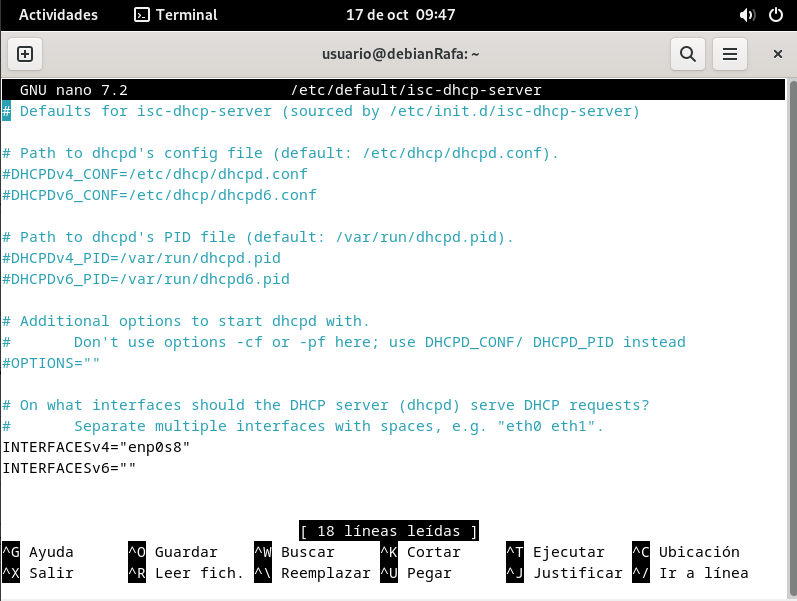 Actividades Terminal 17 de oct 09:47
usuario@debianRafa: ~
GNU nano 7.2 /etc/default/isc-dhcp-server
# Defaults for isc-dhcp-server (sourced by /etc/init.d/isc-dhcp-server)
# Path to dhcpd's config file (default: /etc/dhcp/dhcpd.conf).
#DHCPDv4_CONF=/etc/dhcp/dhcpd.conf
#DHCPDv6_CONF=/etc/dhcp/dhcpd6.conf
# Path to dhcpd's PID file (default: /var/run/dhcpd.pid).
#DHCPDv4_PID=/var/run/dhcpd.pid
#DHCPDv6_PID=/var/run/dhcpd6.pid
# Additional options to start dhcpd with.
#       Don't use options -cf or -pf here; use DHCPD_CONF/ DHCPD_PID instead
#OPTIONS=""
# On what interfaces should the DHCP server (dhcpd) serve DHCP requests?
#       Separate multiple interfaces with spaces, e.g. "eth0 eth1".
INTERFACESv4="enp0s8"
INTERFACESv6=""
[ 18 líneas leídas ]
^G Ayuda ^O Guardar ^W Buscar ^K Cortar ^T Ejecutar ^C Ubicación
^X Salir ^R Leer fich. ^\ Reemplazar ^U Pegar ^J Justificar ^/ Ir a línea